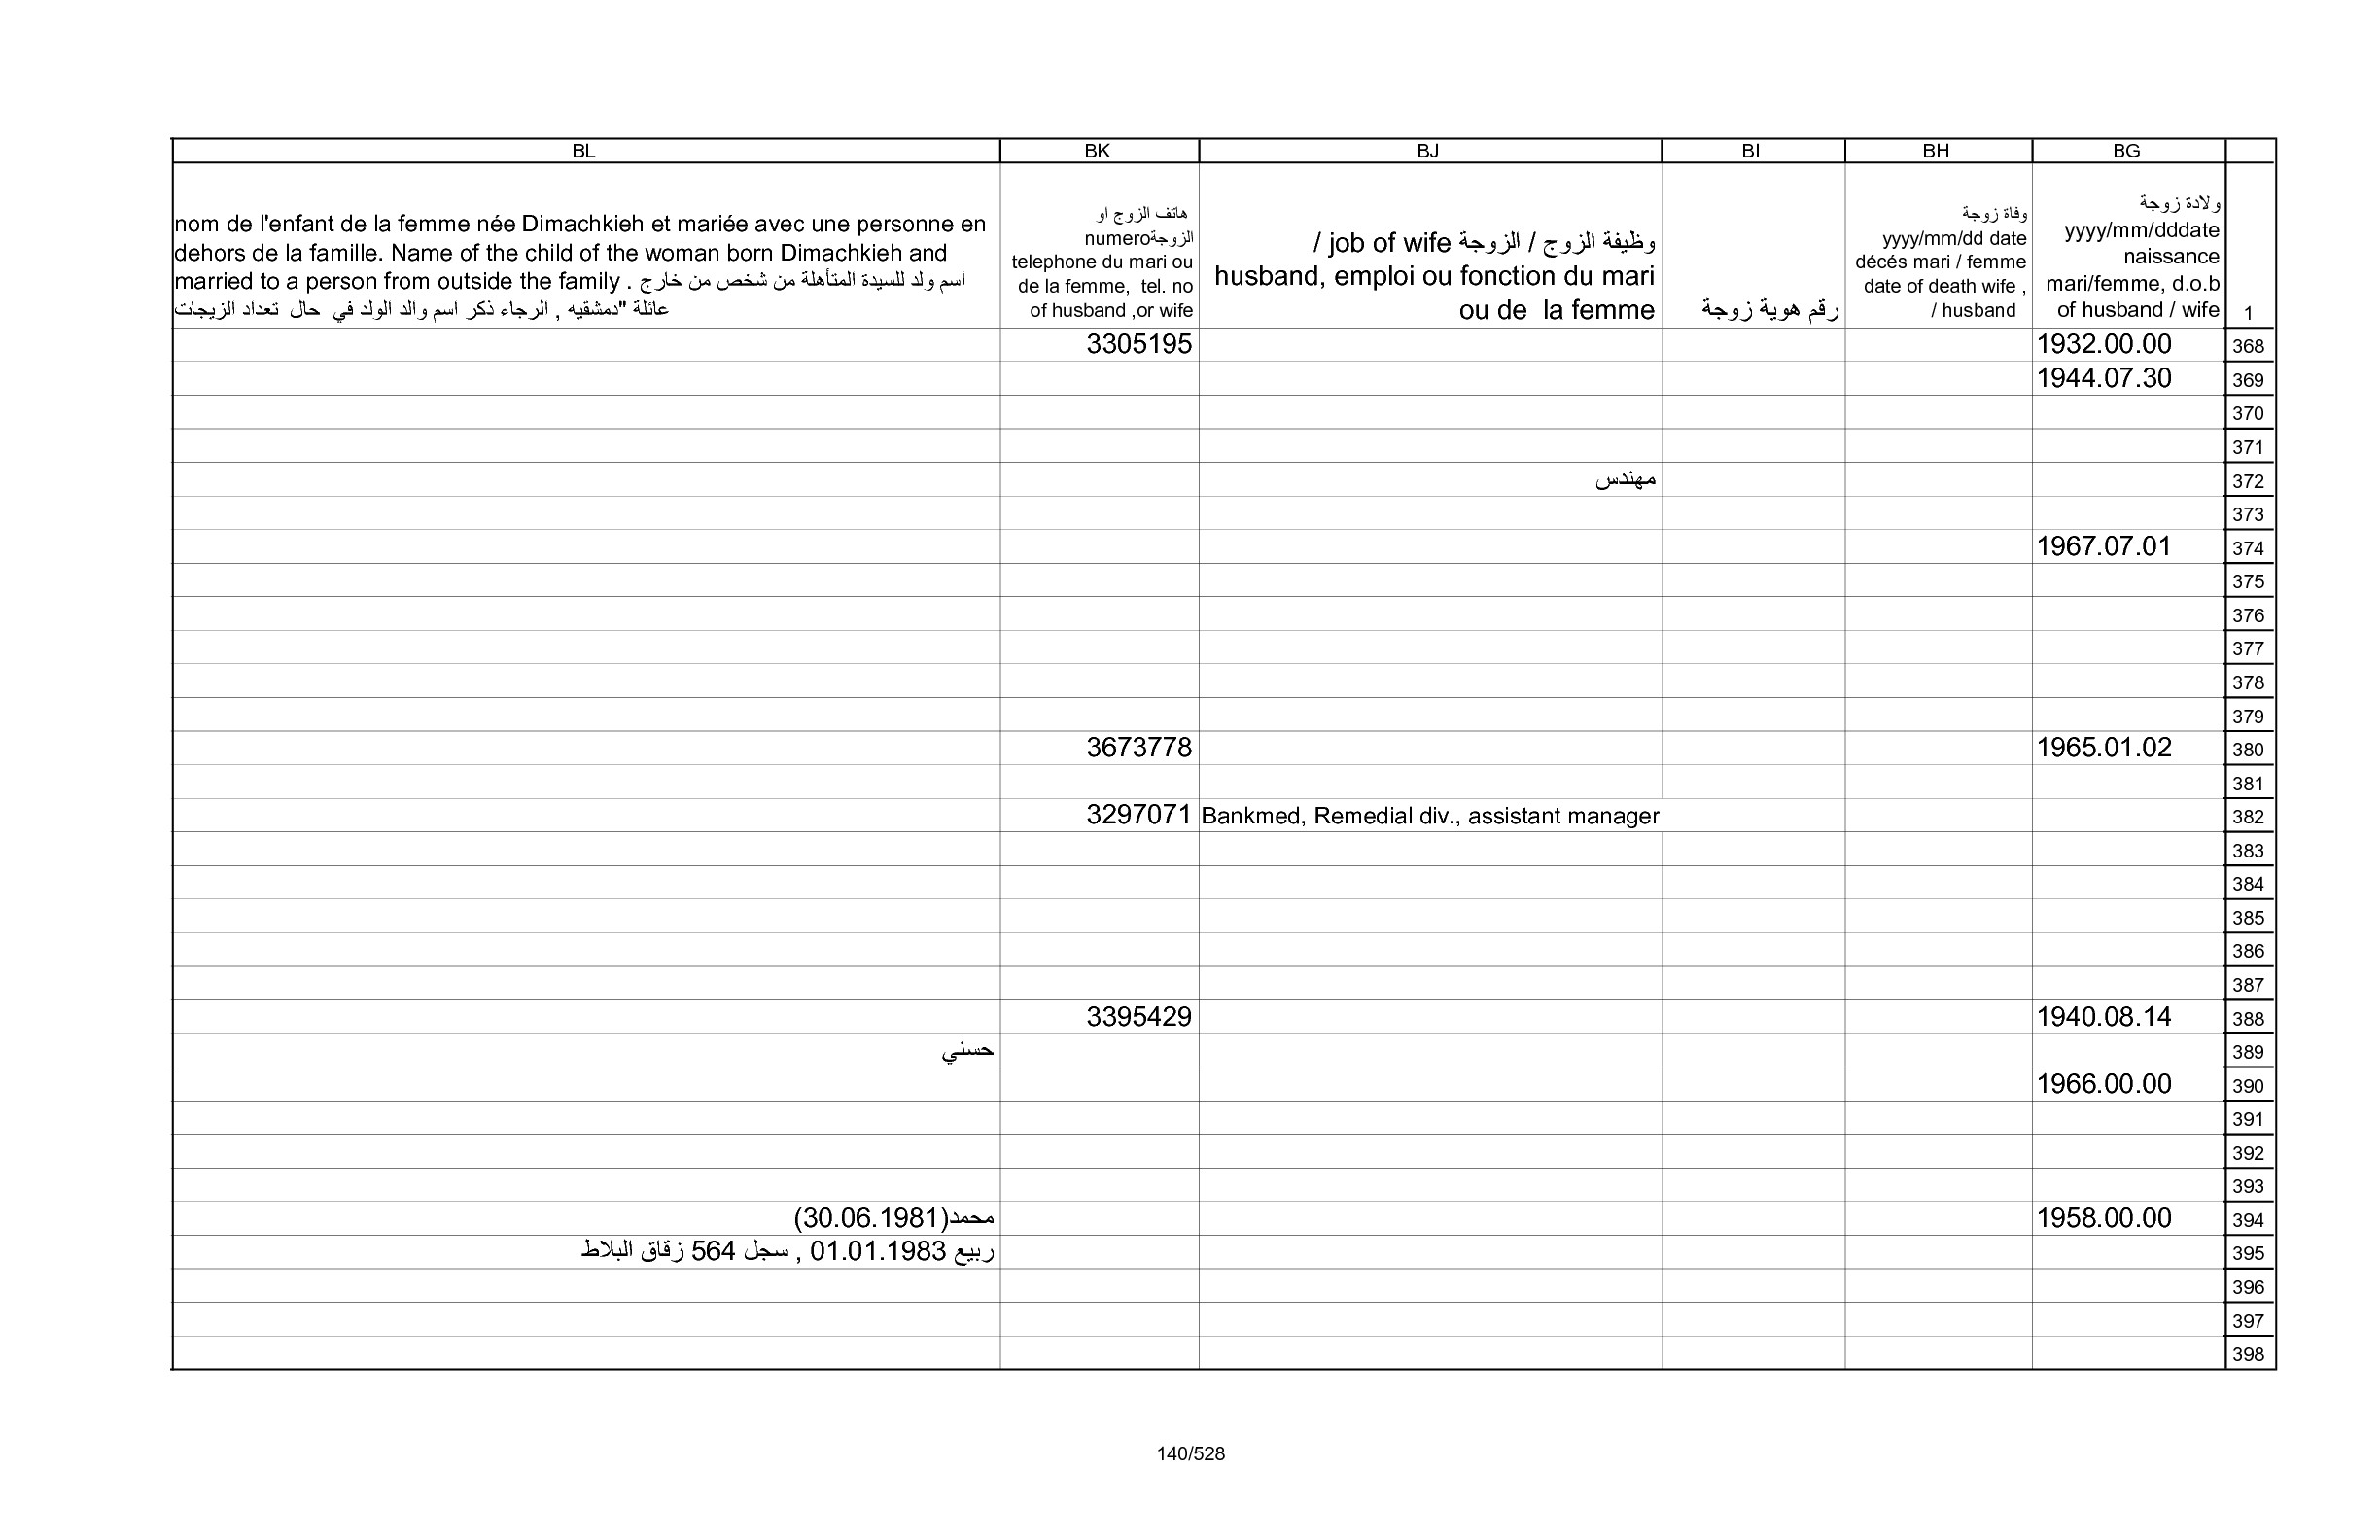 BL BK BJ BI BH BG
nom de l'enfant de la femme née Dimachkieh et mariée avec une personne en
dehors de la famille. Name of the child of the woman born Dimachkieh and
married to a person from outside the family . اسم ولد للسيدة المتأهلة من شخص من خارج
عائلة "دمشقيه , الرجاء ذكر اسم والد الولد في حال تعداد الزيجات
هاتف الزوج او
الزوجةnumero
telephone du mari ou
de la femme, tel. no
of husband ,or wife
وظيفة الزوج / الزوجة job of wife /
husband, emploi ou fonction du mari
ou de la femme
رقم هوية زوجة
وفاة زوجة
yyyy/mm/dd date
décés mari / femme
date of death wife ,
/ husband
ولادة زوجة
yyyy/mm/dddate
naissance
mari/femme, d.o.b
of husband / wife
1
3305195 1932.00.00 368
1944.07.30 369
370
371
مهندس 372
373
1967.07.01 374
375
376
377
378
379
3673778 1965.01.02 380
381
3297071 Bankmed, Remedial div., assistant manager 382
383
384
385
386
387
3395429 1940.08.14 388
حسني 389
1966.00.00 390
391
392
393
محمد(30.06.1981) 1958.00.00 394
ربيع 01.01.1983 , سجل 564 زقاق البلاط 395
396
397
398
140/528